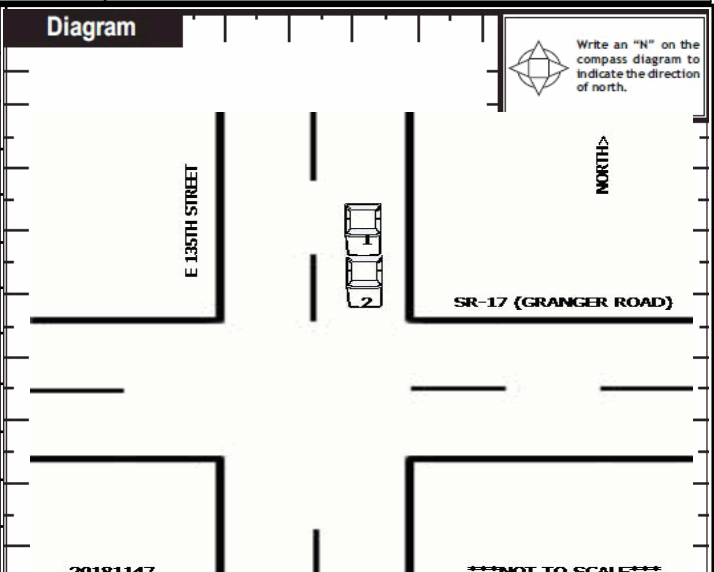 Diagram
Write an “N” on the
compass diagram to
indicate the direction
of north.
NORTH>
E 135TH STREET
1
2
SR-17 (GRANGER ROAD)
20181147
***NOT TO SCALE***